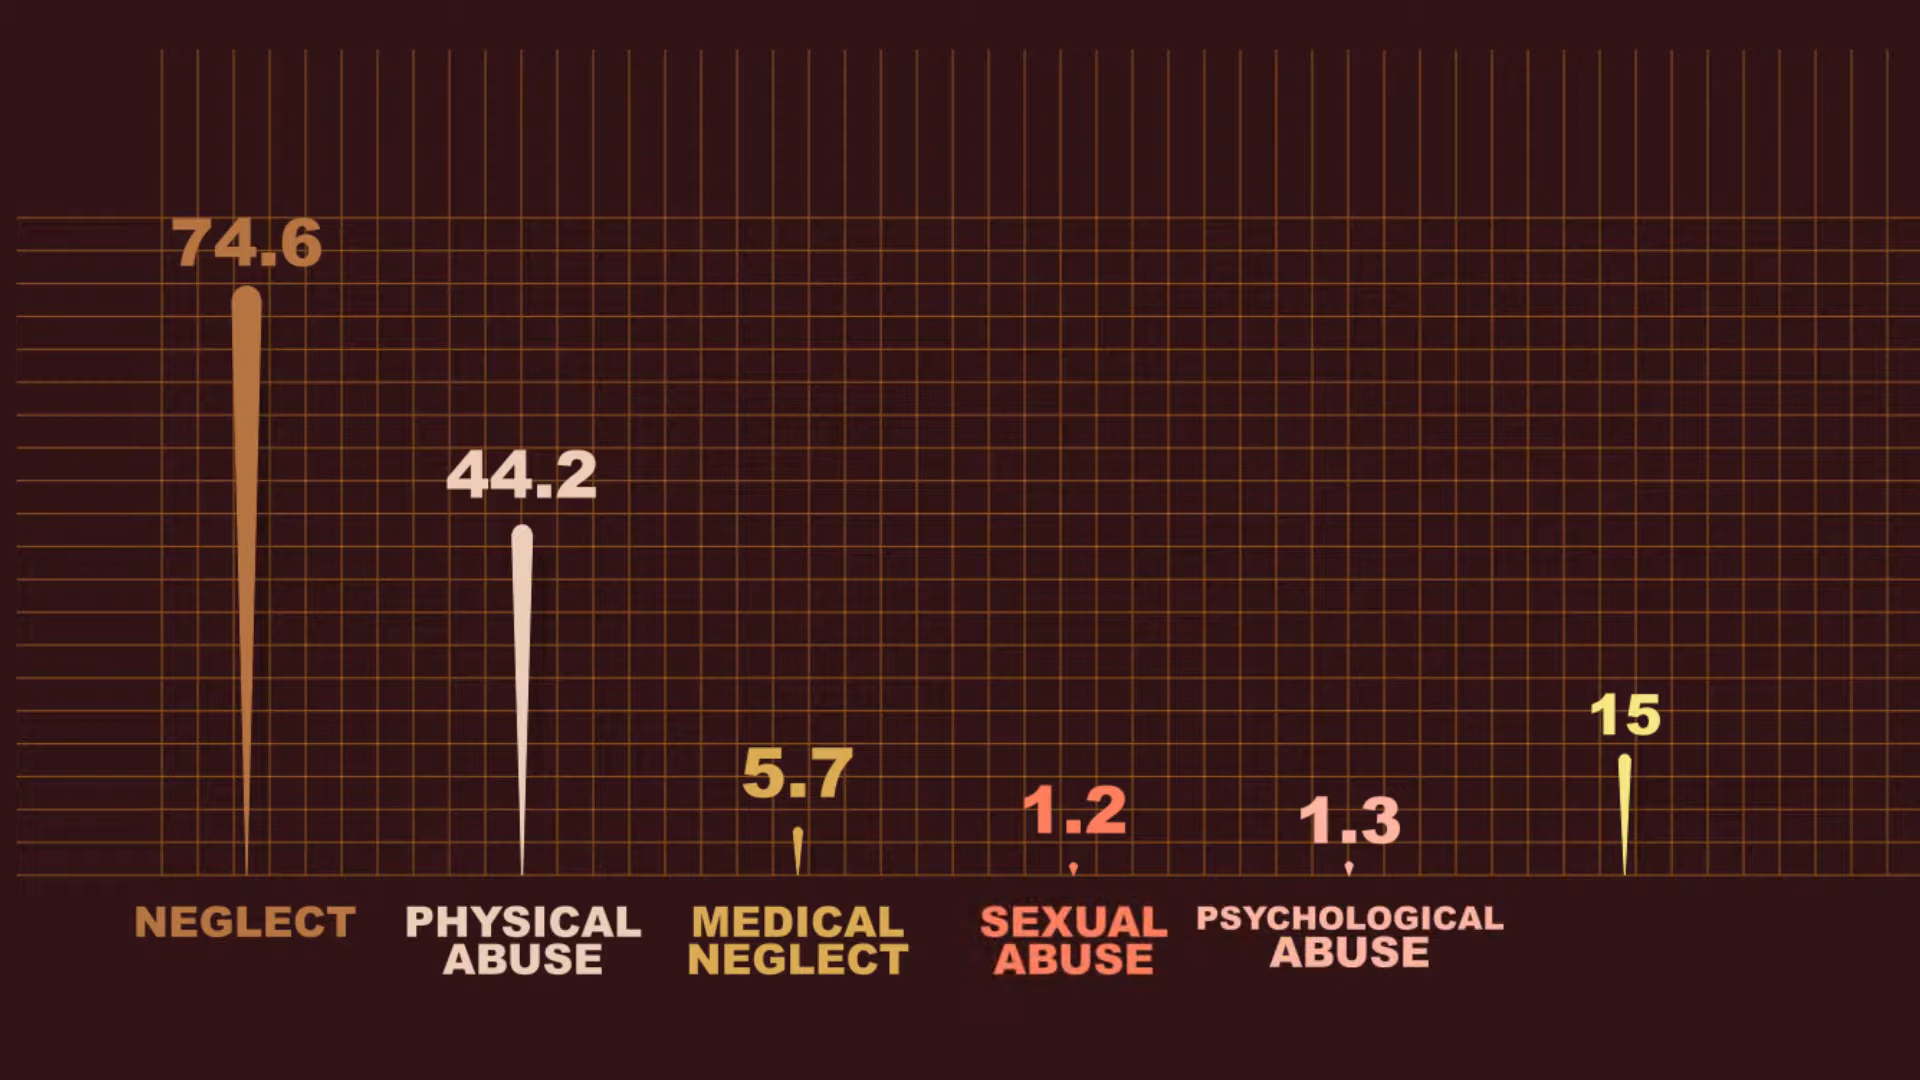 74.6
44.2
5.7
1.2
1.3
15
NEGLECT
PHYSICAL
ABUSE
MEDICAL
NEGLECT
SEXUAL
ABUSE
PSYCHOLOGICAL
ABUSE